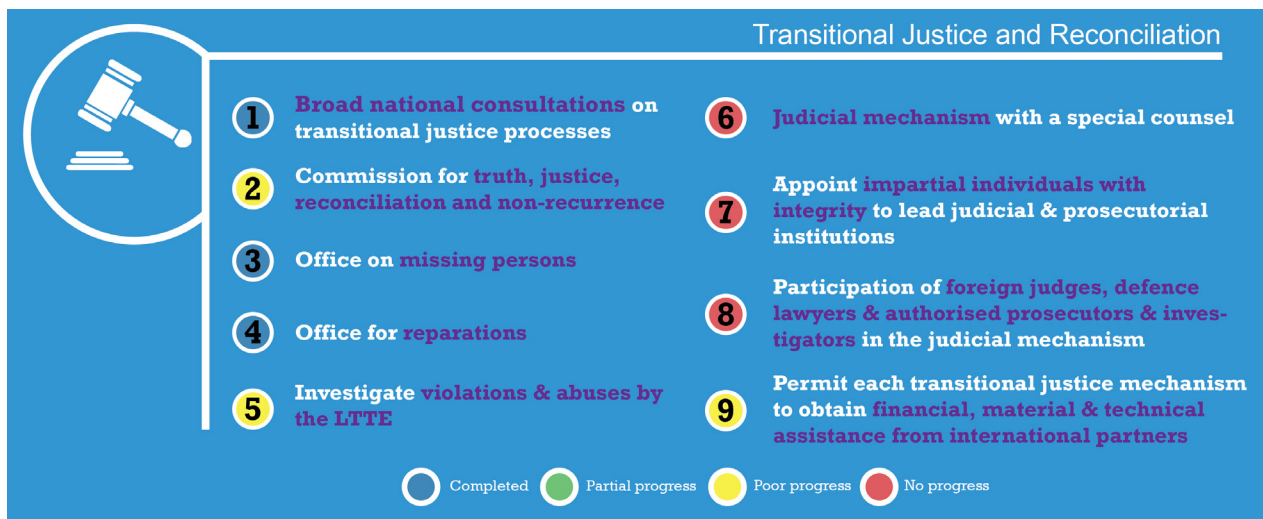 Transitional Justice and Reconciliation
1
Broad national consultations on
transitional justice processes
2
Commission for truth, justice,
reconciliation and non-recurrence
3
Office on missing persons
4
Office for reparations
5
Investigate violations & abuses by
the LTTE
6
Judicial mechanism with a special counsel
7
Appoint impartial individuals with
integrity to lead judicial & prosecutorial
institutions
8
Participation of foreign judges, defence
lawyers & authorised prosecutors & inves-
tigators in the judicial mechanism
9
Permit each transitional justice mechanism
to obtain financial, material & technical
assistance from international partners
Completed
Partial progress
Poor progress
No progress